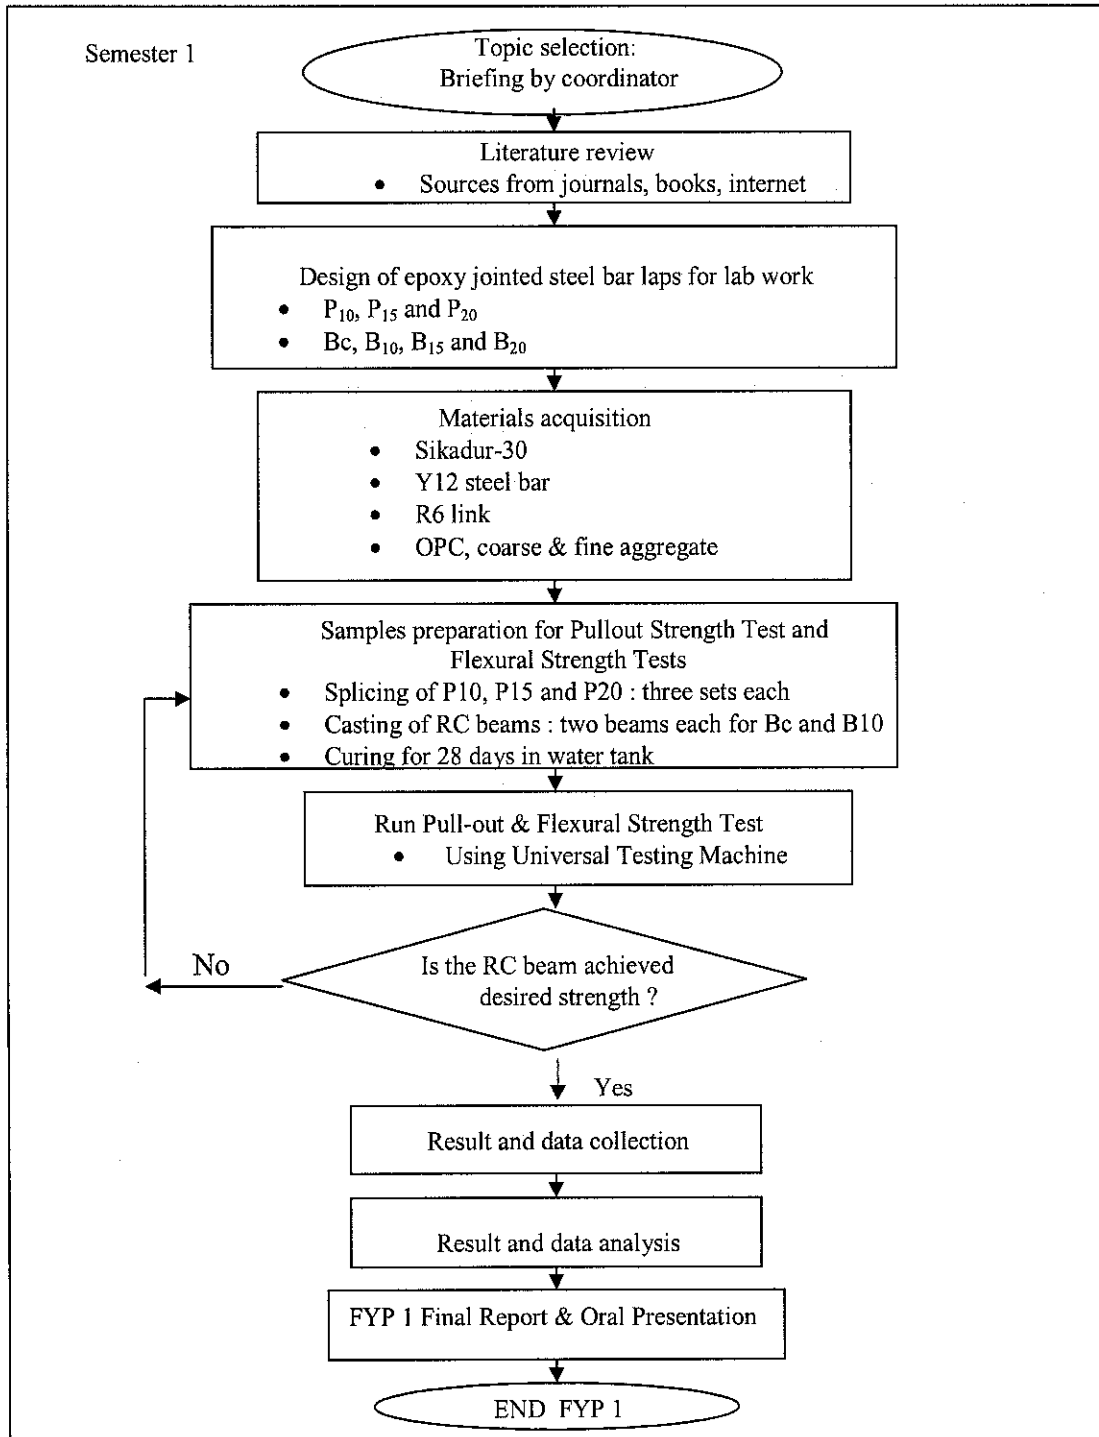 Semester 1
Topic selection:
Briefing by coordinator
Literature review
• Sources from journals, books, internet
Design of epoxy jointed steel bar laps for lab work
• P10, P15 and P20
• Bc, B10, B15 and B20
Materials acquisition
• Sikadur-30
• Y12 steel bar
• R6 link
• OPC, coarse & fine aggregate
Samples preparation for Pullout Strength Test and
Flexural Strength Tests
• Splicing of P10, P15 and P20 : three sets each
• Casting of RC beams : two beams each for Bc and B10
• Curing for 28 days in water tank
Run Pull-out & Flexural Strength Test
• Using Universal Testing Machine
Is the RC beam achieved
desired strength ?
No
Yes
Result and data collection
Result and data analysis
FYP 1 Final Report & Oral Presentation
END FYP 1